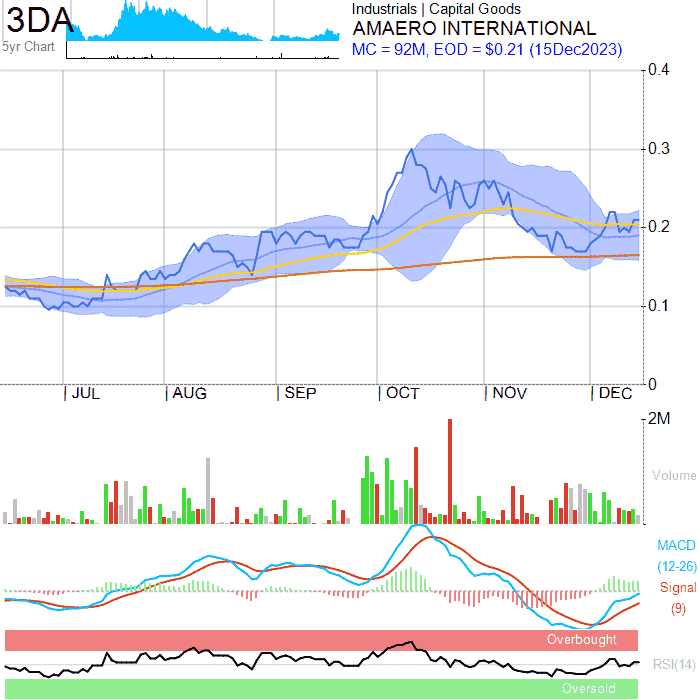 3DA
5yr Chart
Industrials | Capital Goods
AMAERO INTERNATIONAL
MC = 92M, EOD = $0.21 (15Dec2023)
0.4
0.3
0.2
0.1
0
JUL AUG SEP OCT NOV DEC
2M
Volume
MACD
(12-26)
Signal
(9)
Overbought
RSI(14)
Oversold